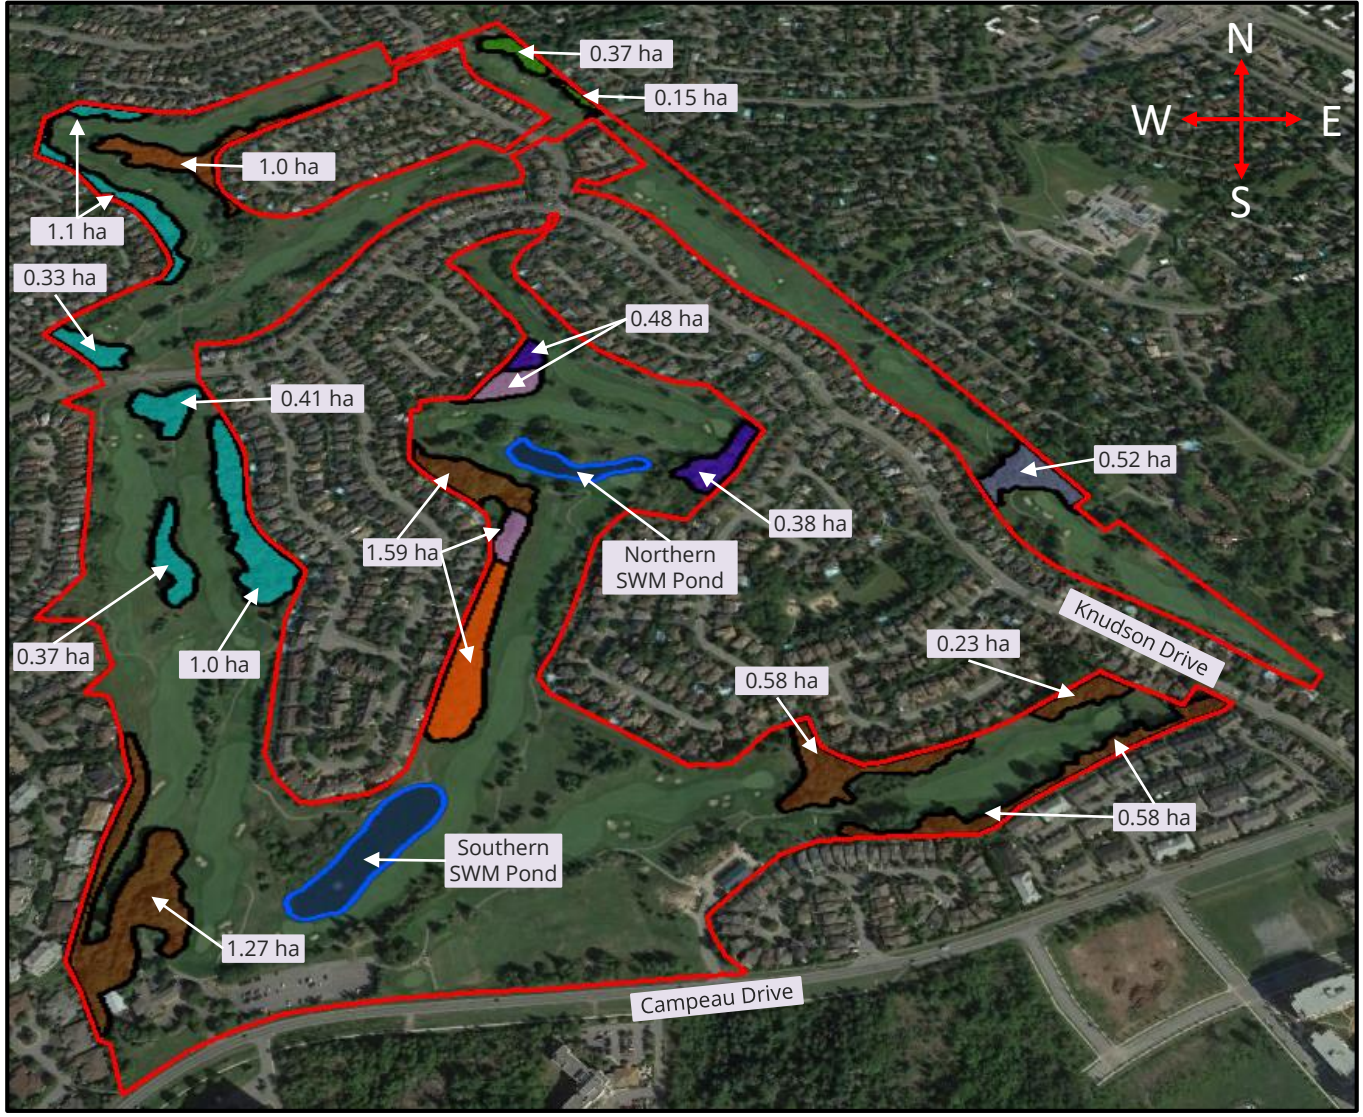 N
0.37 ha
0.15 ha
W
E
1.0 ha
S
1.1 ha
0.33 ha
0.48 ha
0.41 ha
0.52 ha
0.38 ha
1.59 ha
Northern
SWM Pond
Knudson Drive
0.37 ha
1.0 ha
0.23 ha
0.58 ha
0.58 ha
Southern
SWM Pond
1.27 ha
Campeau Drive